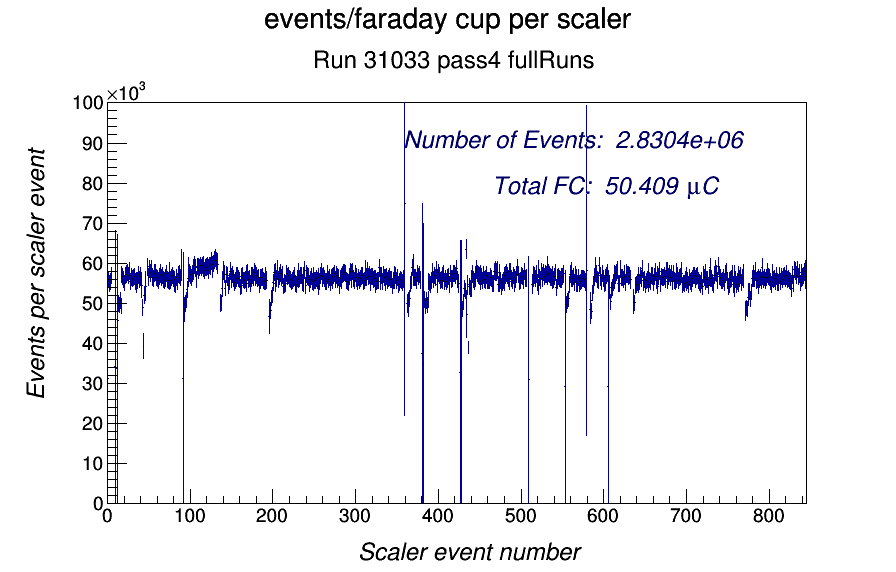 events/faraday cup per scaler
Run 31033 pass4 fullRuns
×10³
100
90
80
70
60
50
40
30
20
10
0
Events per scaler event
Number of Events: 2.8304e+06
Total FC: 50.409 μC
0 100 200 300 400 500 600 700 800
Scaler event number